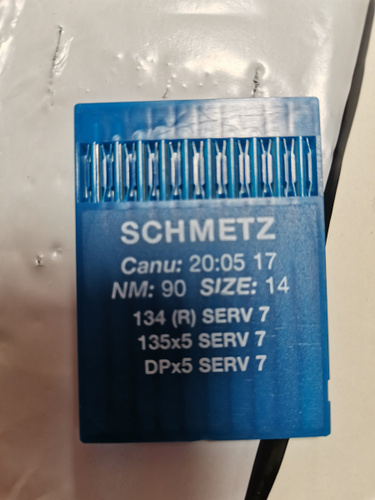 SCHMETZ
Canu: 20:05 17
NM: 90 SIZE: 14
134 (R) SERV 7
135x5 SERV 7
DPx5 SERV 7